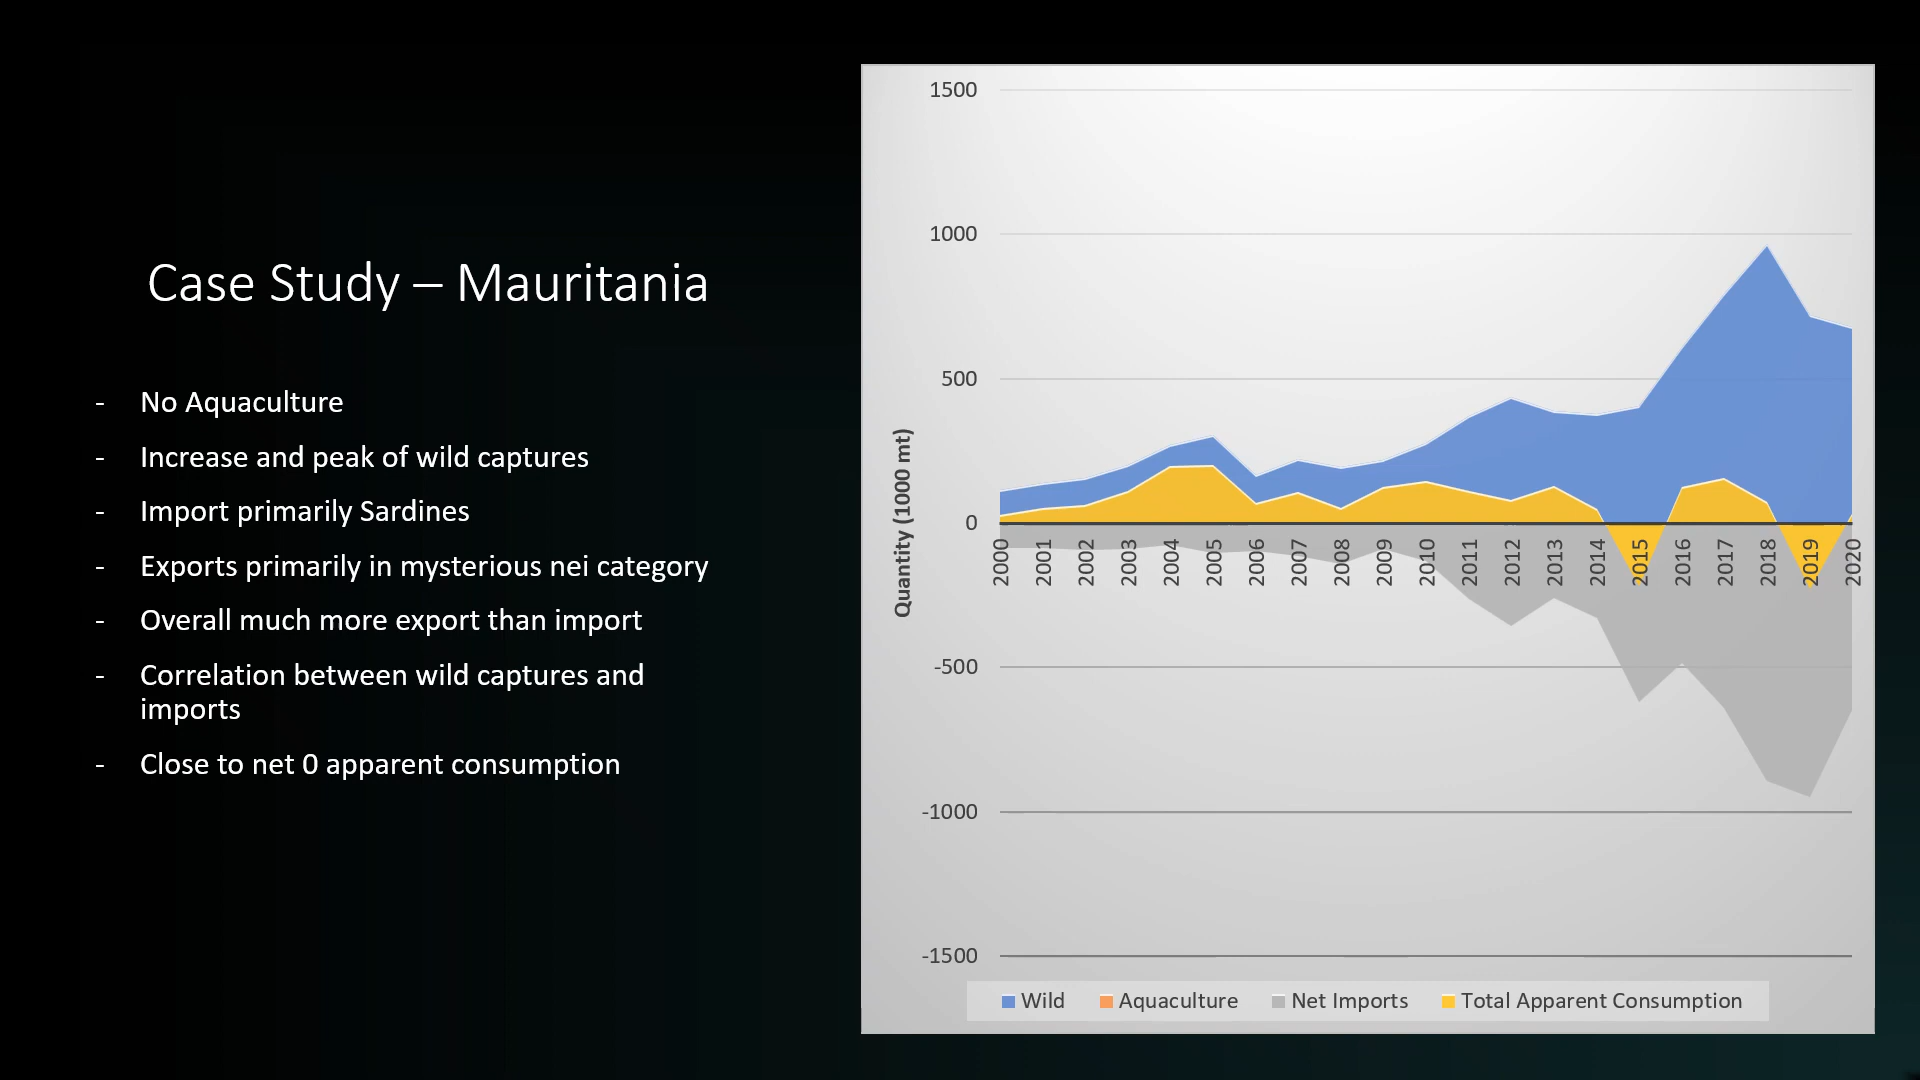 Case Study – Mauritania
- No Aquaculture
- Increase and peak of wild captures
- Import primarily Sardines
- Exports primarily in mysterious nei category
- Overall much more export than import
- Correlation between wild captures and
imports
- Close to net 0 apparent consumption
Quantity (1000 mt)
1500
1000
500
0
-500
-1000
-1500
2000 2001 2002 2003 2004 2005 2006 2007 2008 2009 2010 2011 2012 2013 2014 2015 2016 2017 2018 2019 2020
Wild Aquaculture Net Imports Total Apparent Consumption